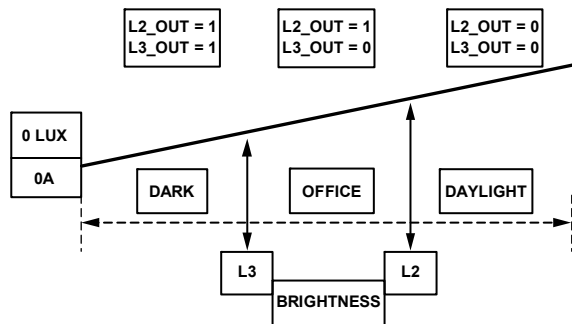 L2_OUT = 1
L3_OUT = 1
L2_OUT = 1
L3_OUT = 0
L2_OUT = 0
L3_OUT = 0
0 LUX
0A
DARK
OFFICE
DAYLIGHT
L3
L2
BRIGHTNESS